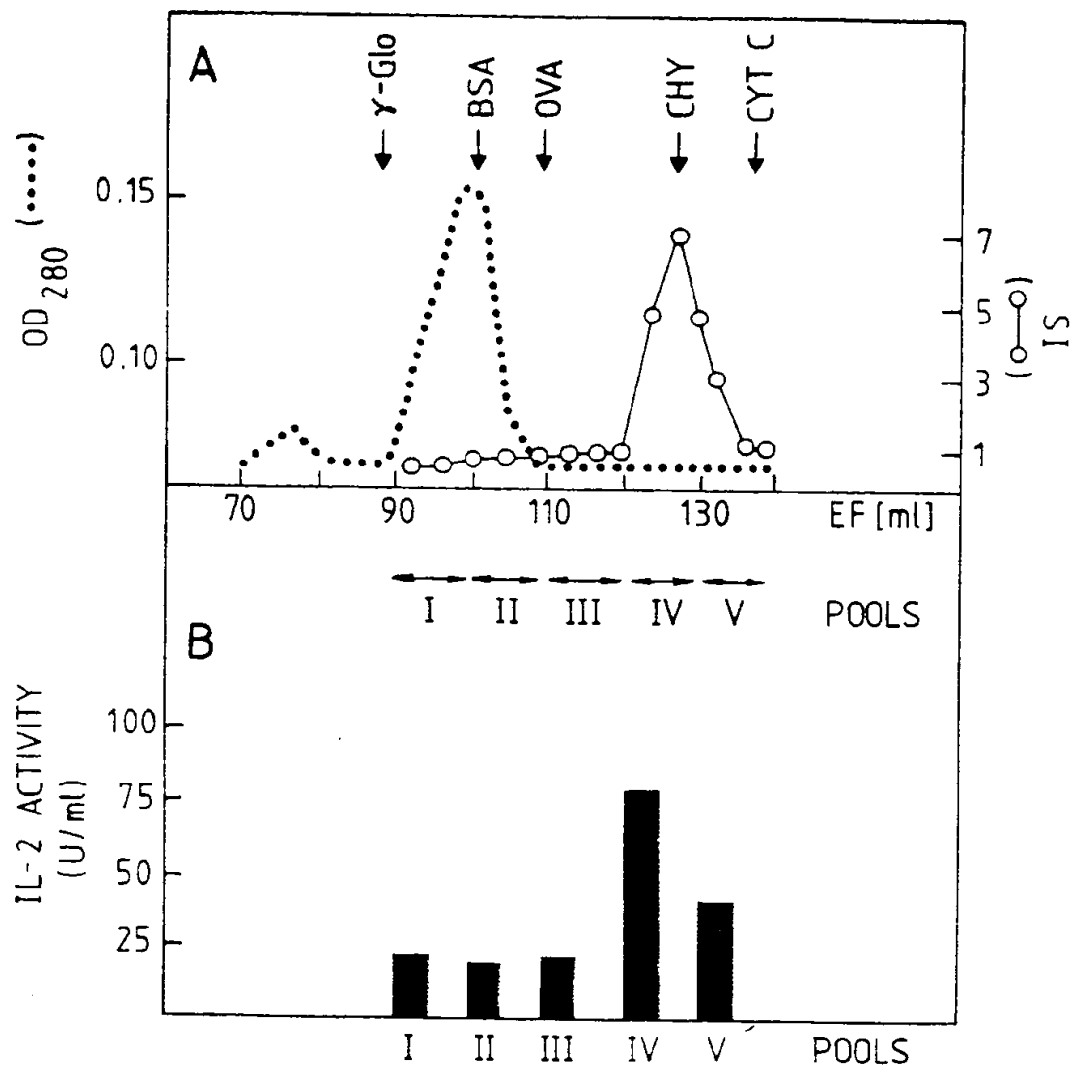 A
γ-Glo
BSA
OVA
CHY
CYT C
OD280 (.....)
0.15
0.10
7
5
3
1
IS (○—○)
70
90
110
130
EF [ml]
I
II
III
IV
V
POOLS
B
IL-2 ACTIVITY
(U/ml)
100
75
50
25
I
II
III
IV
V
POOLS